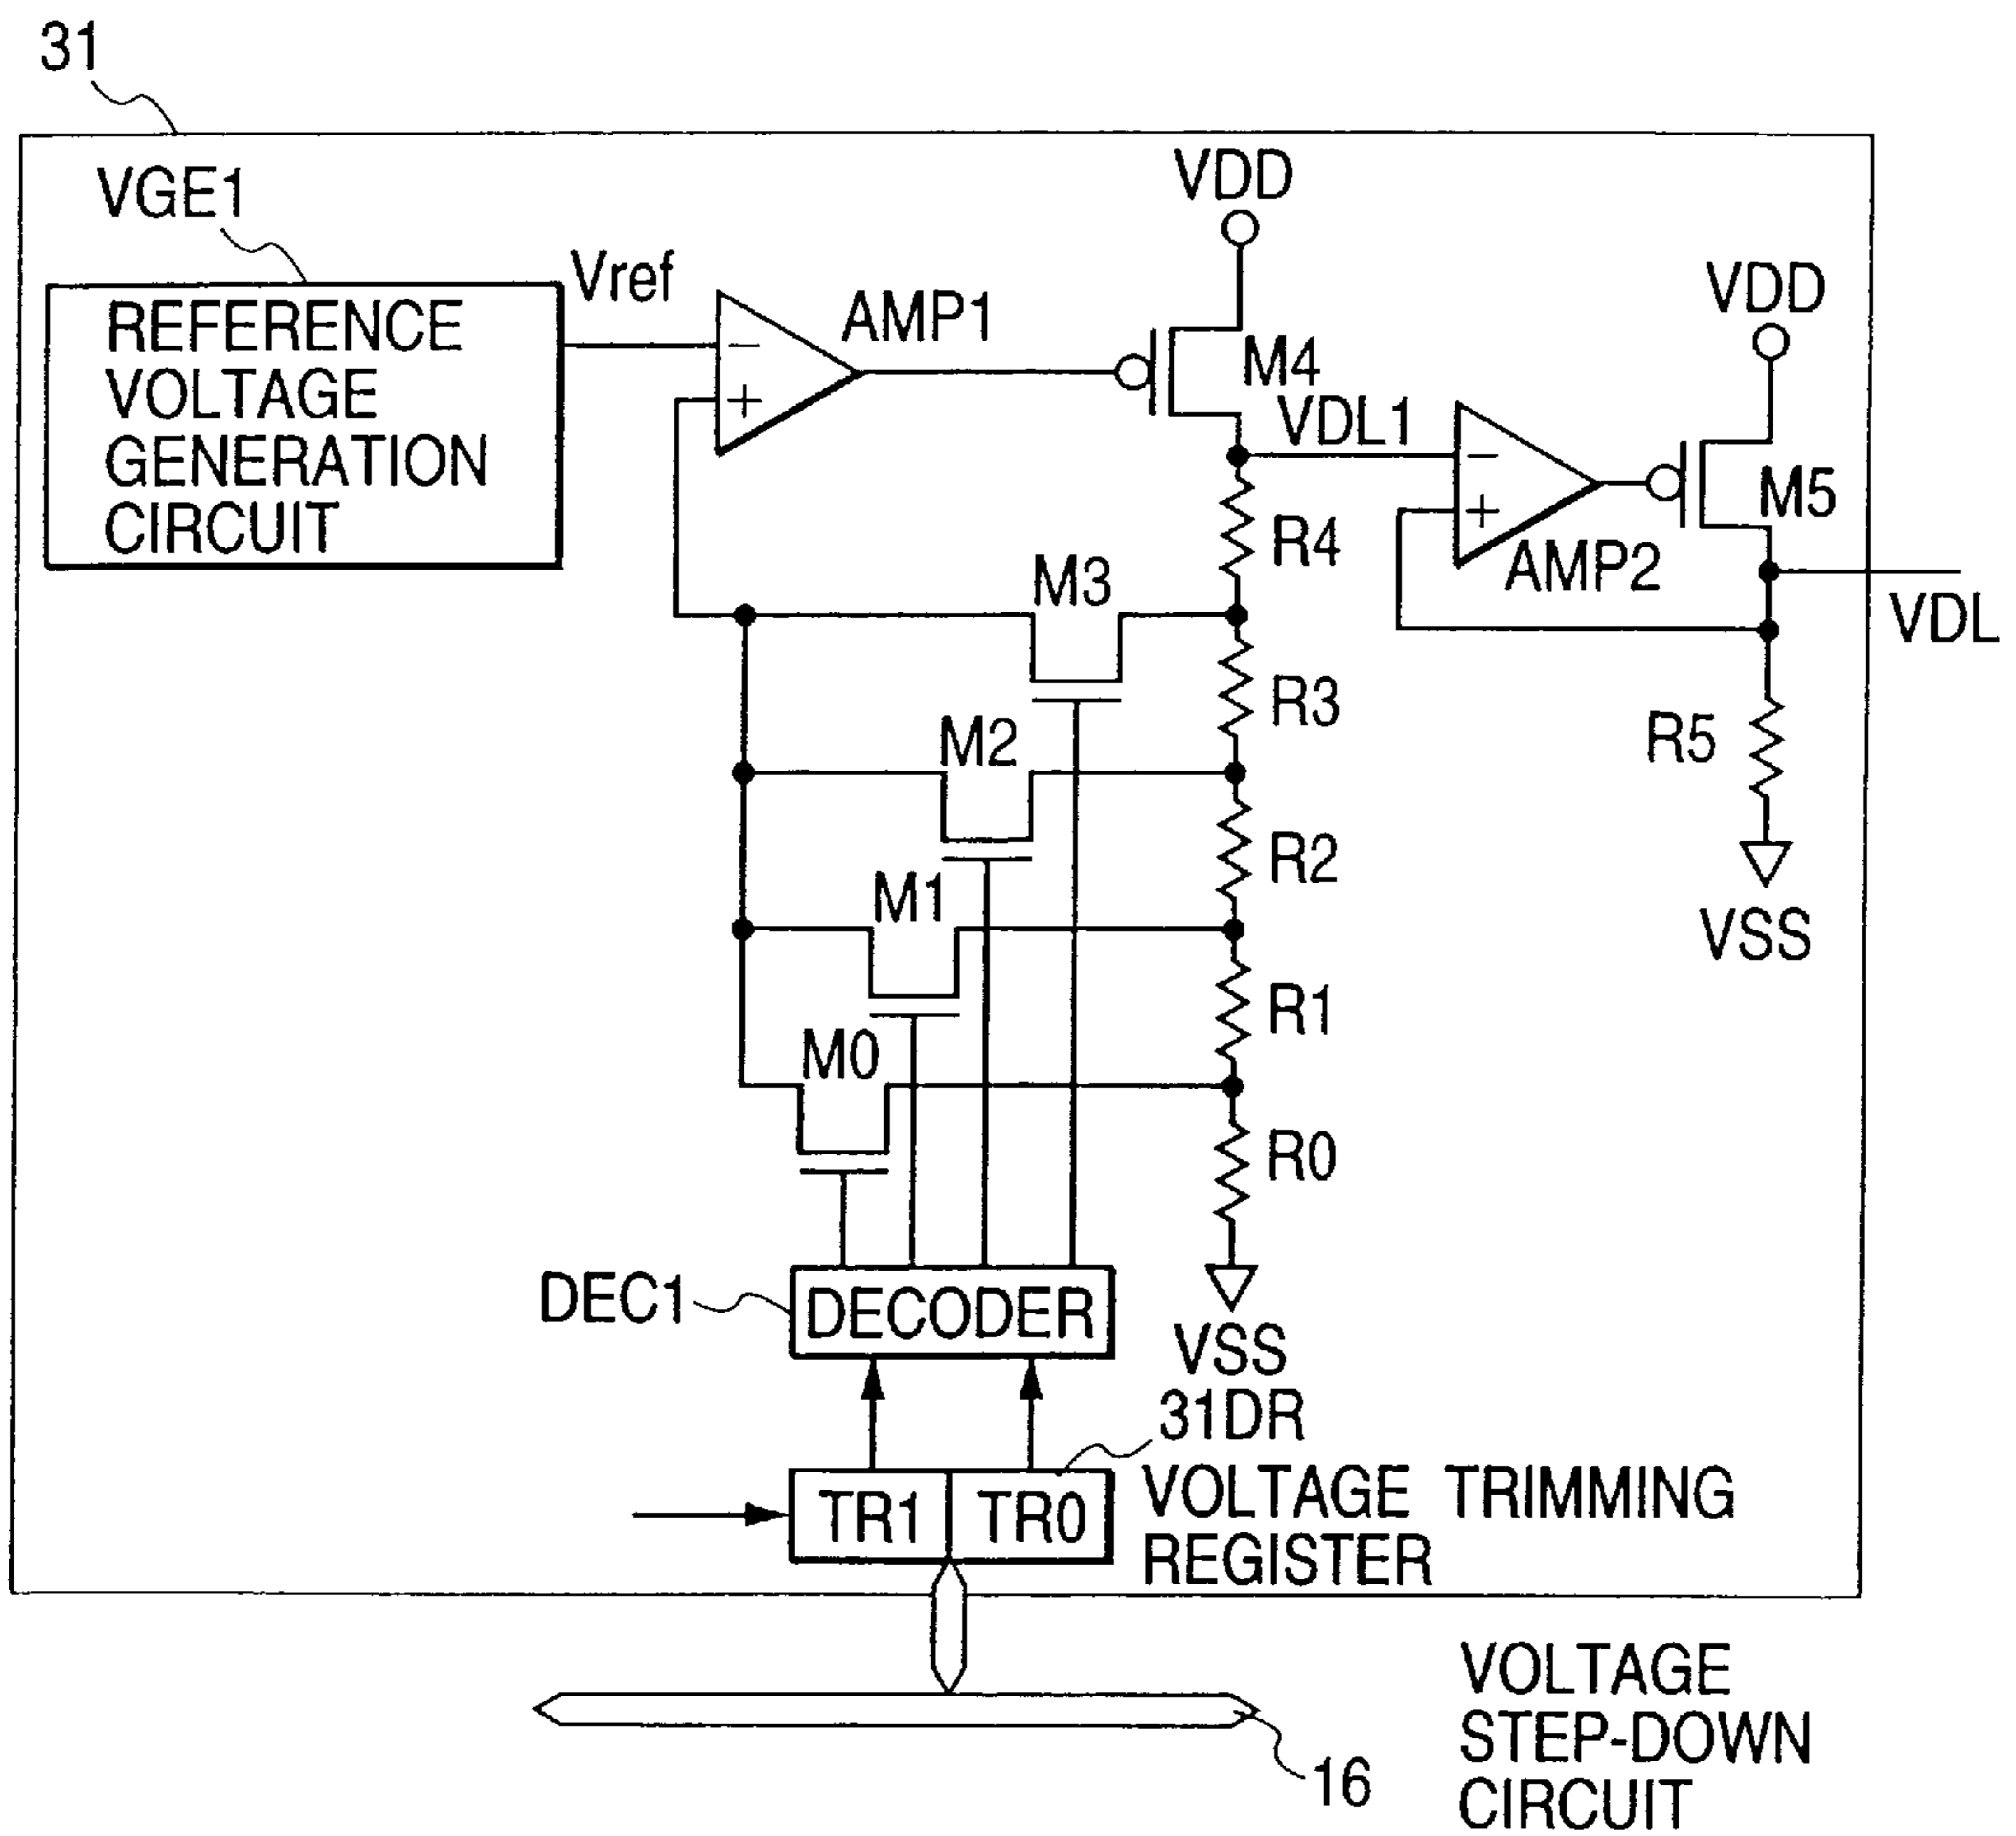 31
VGE1
REFERENCE
VOLTAGE
GENERATION
CIRCUIT
Vref
−
+
AMP1
VDD
M4
VDL1
−
+
AMP2
VDD
M5
VDL
R5
VSS
R4
M3
R3
M2
R2
M1
R1
M0
R0
VSS
DEC1
DECODER
31DR
TR1
TR0
VOLTAGE TRIMMING
REGISTER
16
VOLTAGE
STEP-DOWN
CIRCUIT